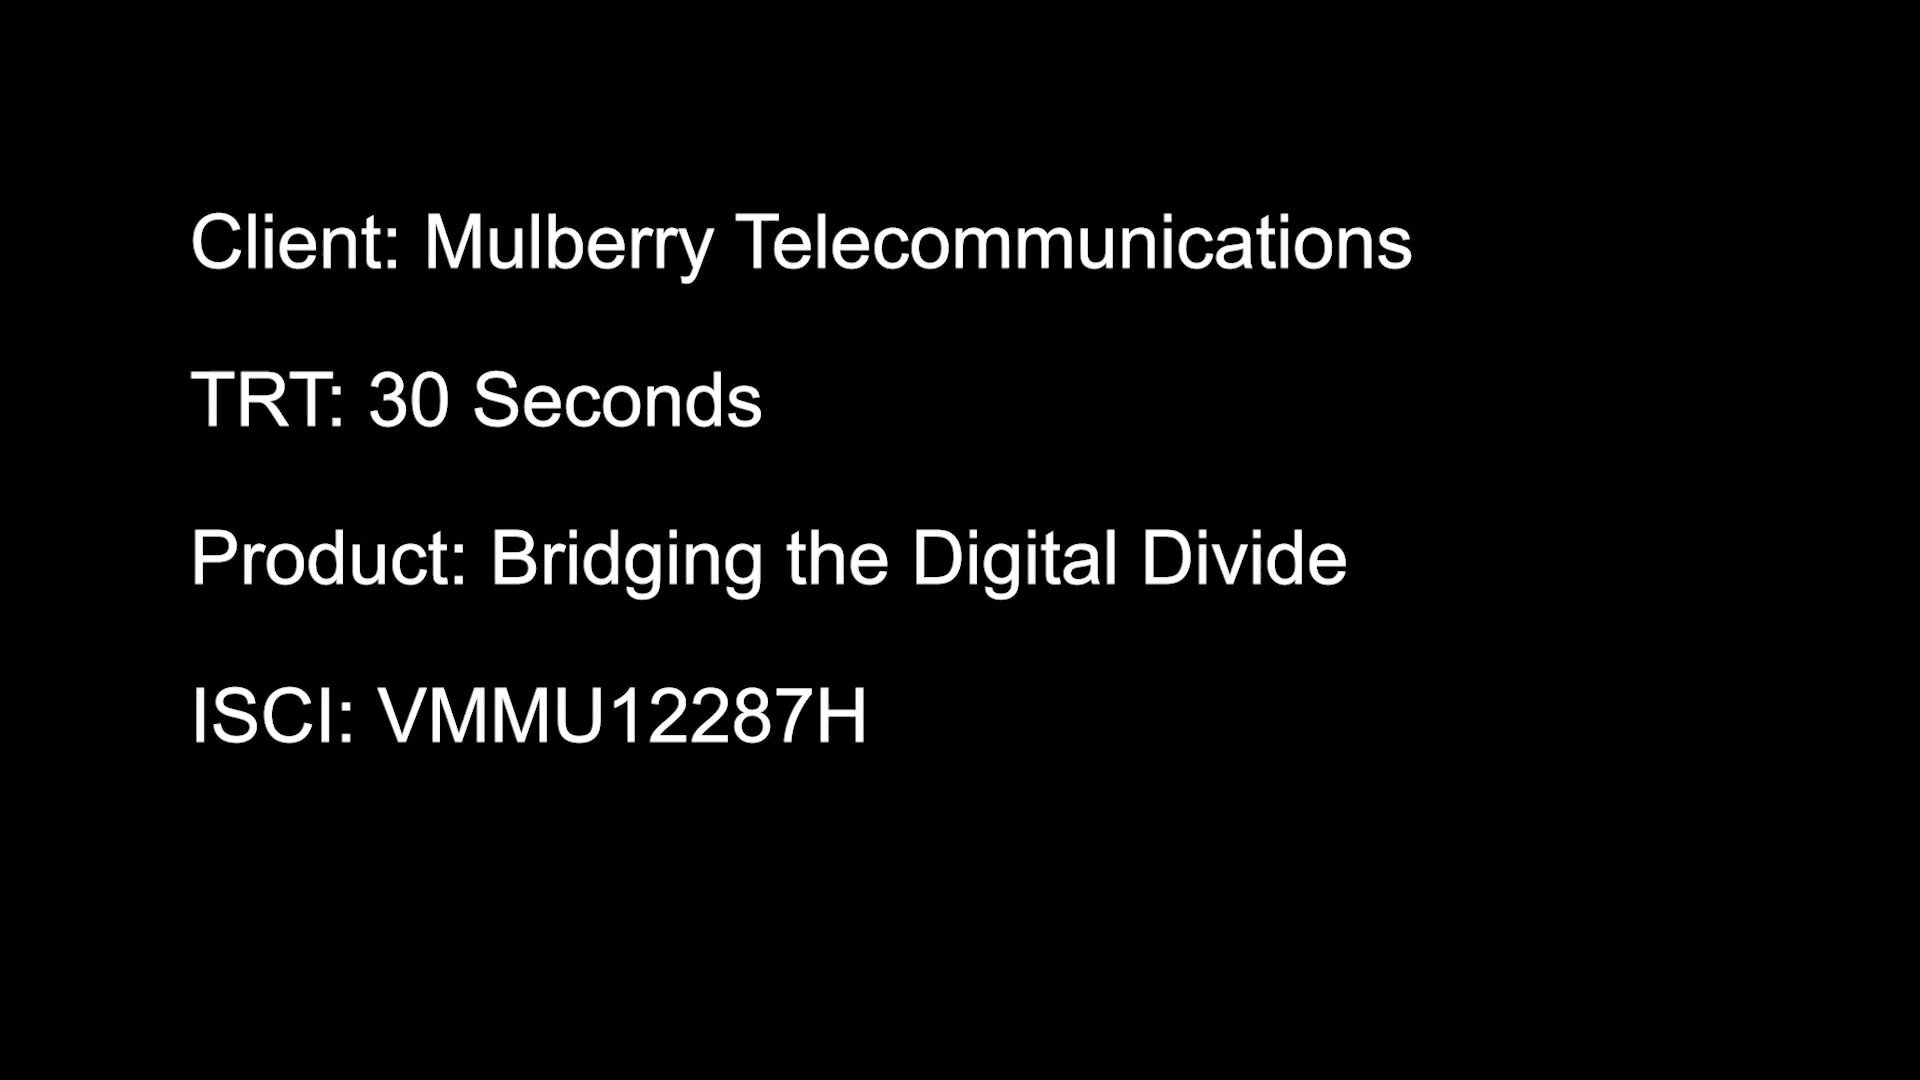 Client: Mulberry Telecommunications
TRT: 30 Seconds
Product: Bridging the Digital Divide
ISCI: VMMU12287H